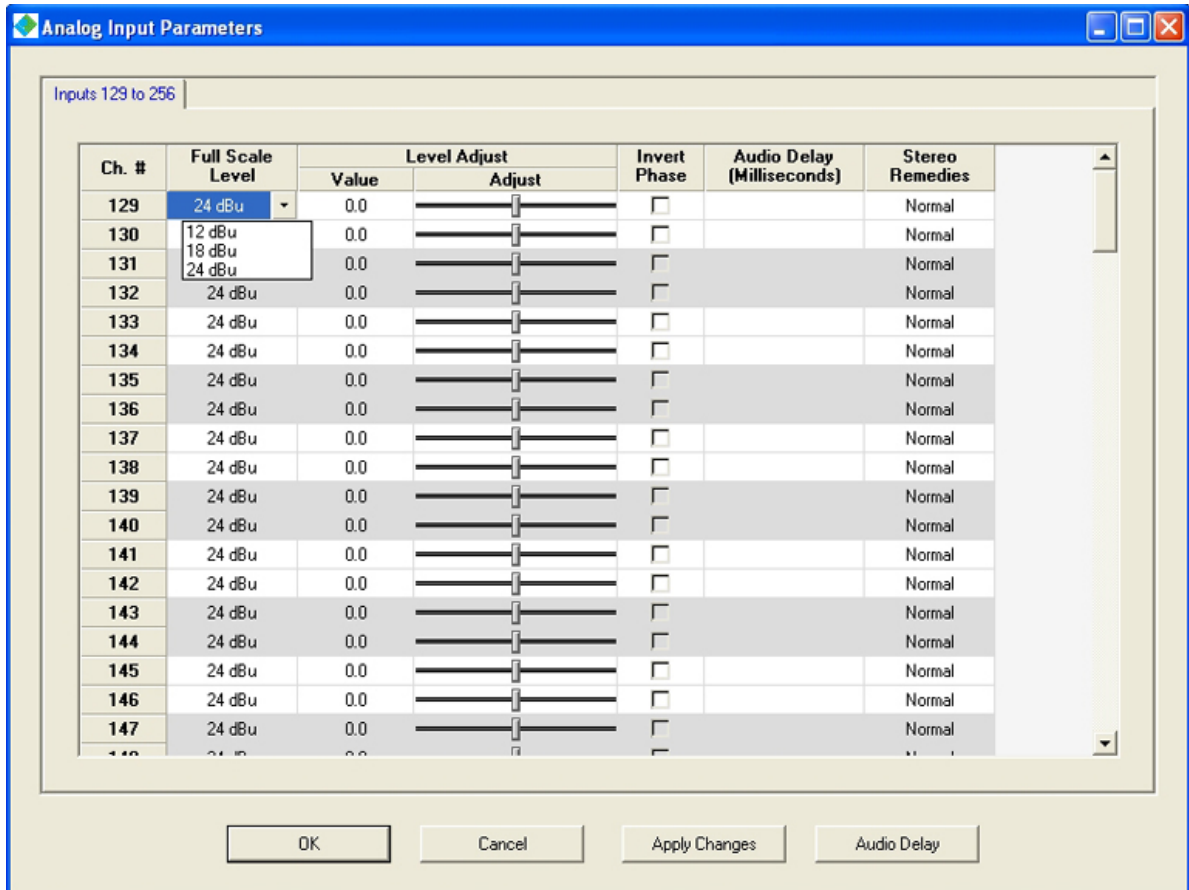 Analog Input Parameters
Inputs 129 to 256
Ch. # Full Scale Level Level Adjust Value Adjust Invert Phase Audio Delay (Milliseconds) Stereo Remedies
129 24 dBu 0.0 Normal
12 dBu
18 dBu
24 dBu
130 0.0 Normal
131 0.0 Normal
132 24 dBu 0.0 Normal
133 24 dBu 0.0 Normal
134 24 dBu 0.0 Normal
135 24 dBu 0.0 Normal
136 24 dBu 0.0 Normal
137 24 dBu 0.0 Normal
138 24 dBu 0.0 Normal
139 24 dBu 0.0 Normal
140 24 dBu 0.0 Normal
141 24 dBu 0.0 Normal
142 24 dBu 0.0 Normal
143 24 dBu 0.0 Normal
144 24 dBu 0.0 Normal
145 24 dBu 0.0 Normal
146 24 dBu 0.0 Normal
147 24 dBu 0.0 Normal
OK Cancel Apply Changes Audio Delay